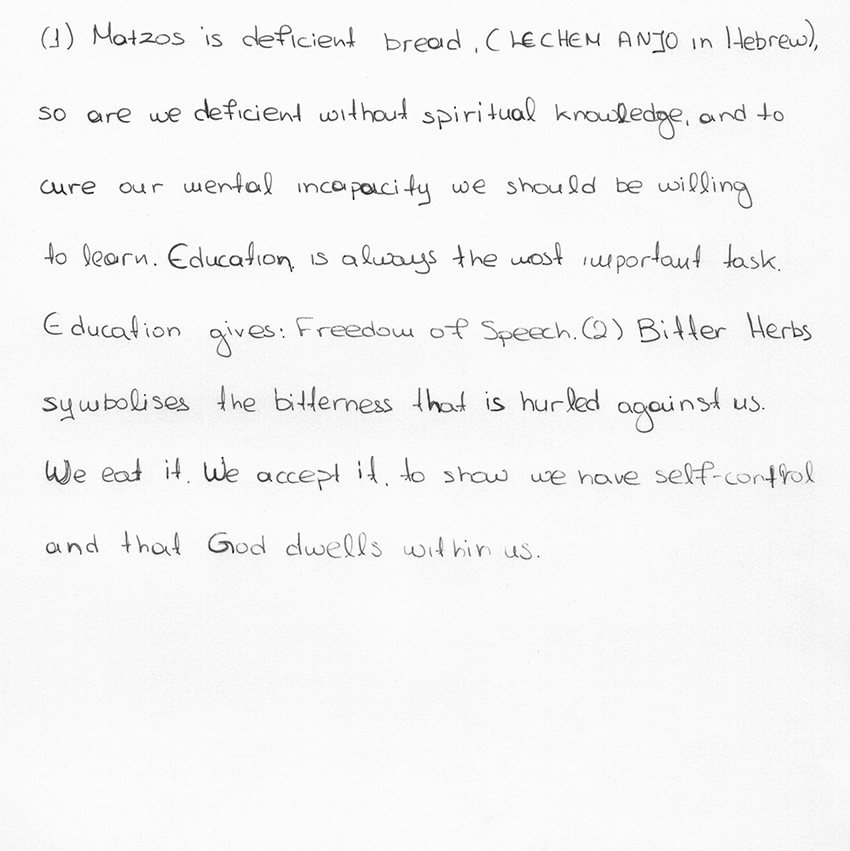 (1) Matzos is deficient bread, (LECHEM ANJO in Hebrew),
so are we deficient without spiritual knowledge, and to
cure our mental incapacity we should be willing
to learn. Education is always the most important task.
Education gives: Freedom of Speech. (2) Bitter Herbs
symbolises the bitterness that is hurled against us.
We eat it. We accept it, to show we have self-control
and that God dwells within us.